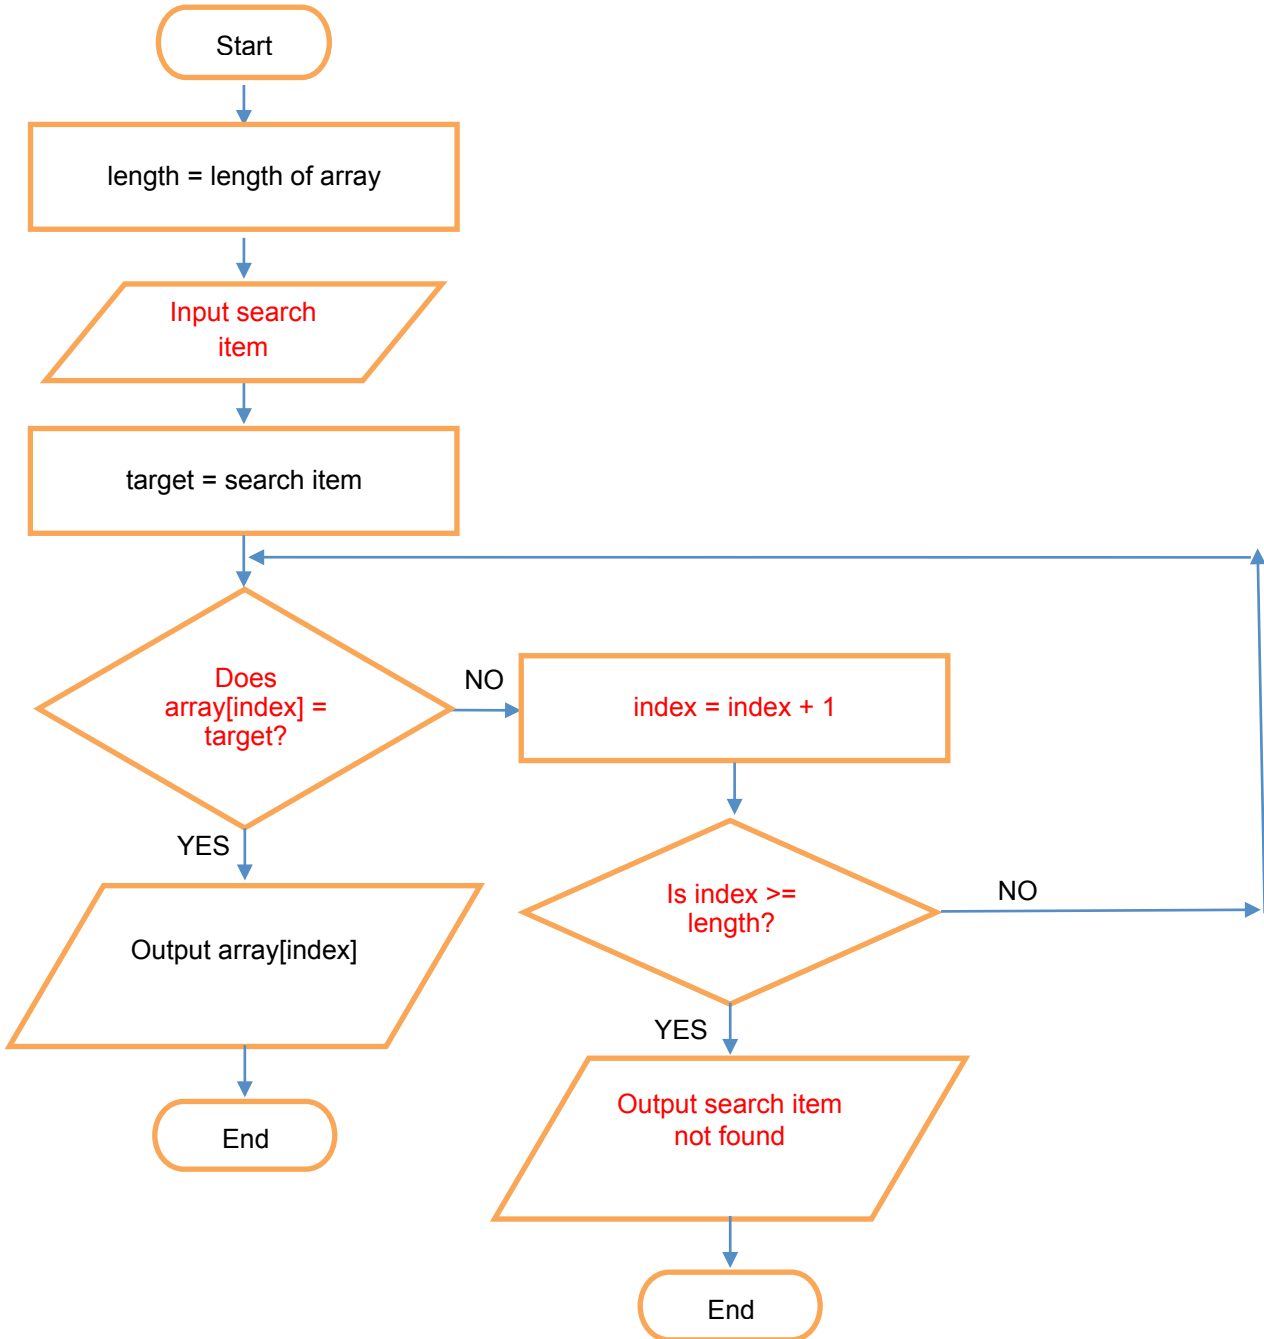 Start
length = length of array
Input search
item
target = search item
Does
array[index] =
target?
NO
index = index + 1
YES
Is index >=
length?
NO
Output array[index]
YES
End
Output search item
not found
End